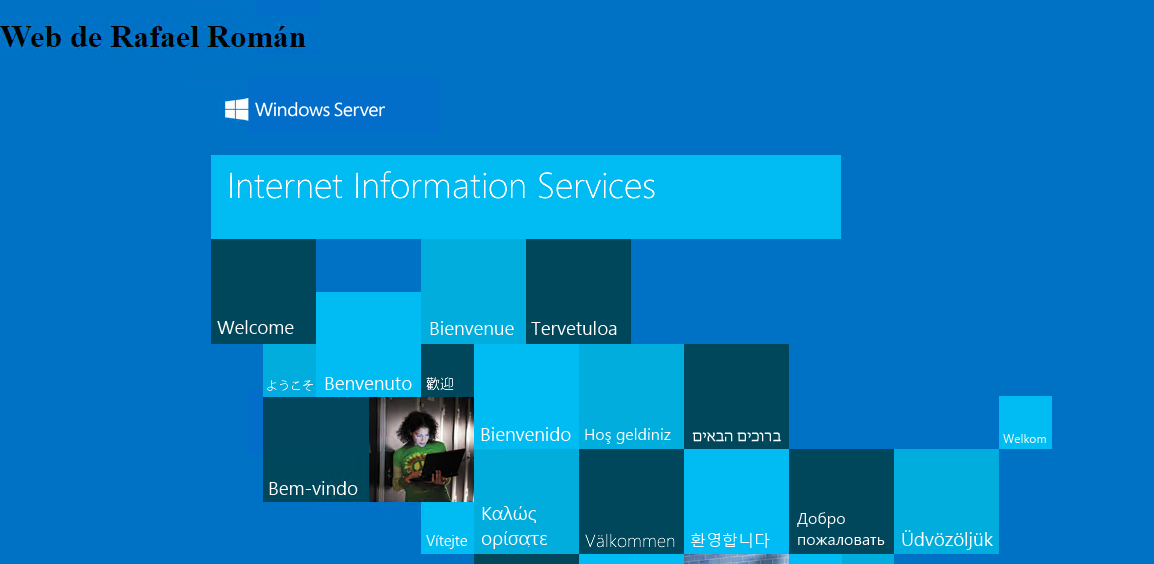 Web de Rafael Román
Windows Server
Internet Information Services
Welcome
Bienvenue
Tervetuloa
ようこそ
Benvenuto
歡迎
Bienvenido
Hoş geldiniz
ברוכים הבאים
Welkom
Bem-vindo
Vítejte
Καλώς
ορίσατε
Välkommen
환영합니다
Добро
пожаловать
Üdvözöljük